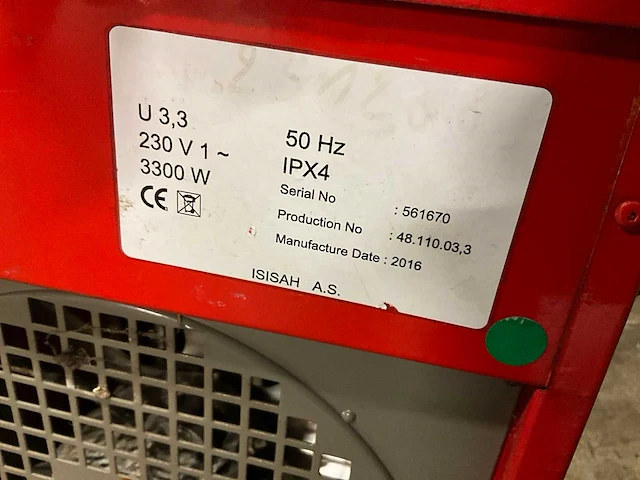 U 3,3
230 V 1 ~ 50 Hz
3300 W IPX4
CE
Serial No : 561670
Production No : 48.110.03,3
Manufacture Date : 2016
ISISAH A.S.